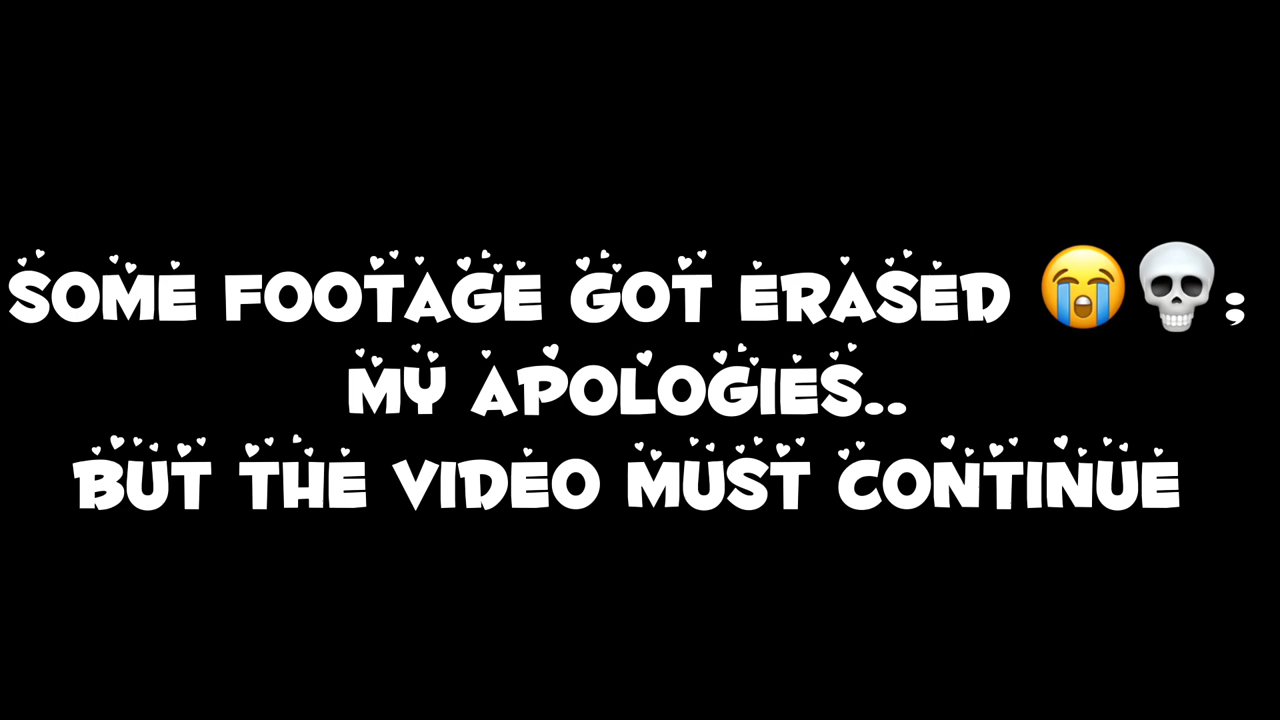 SOME FOOTAGE GOT ERASED 😭💀;
MY APOLOGIES..
BUT THE VIDEO MUST CONTINUE